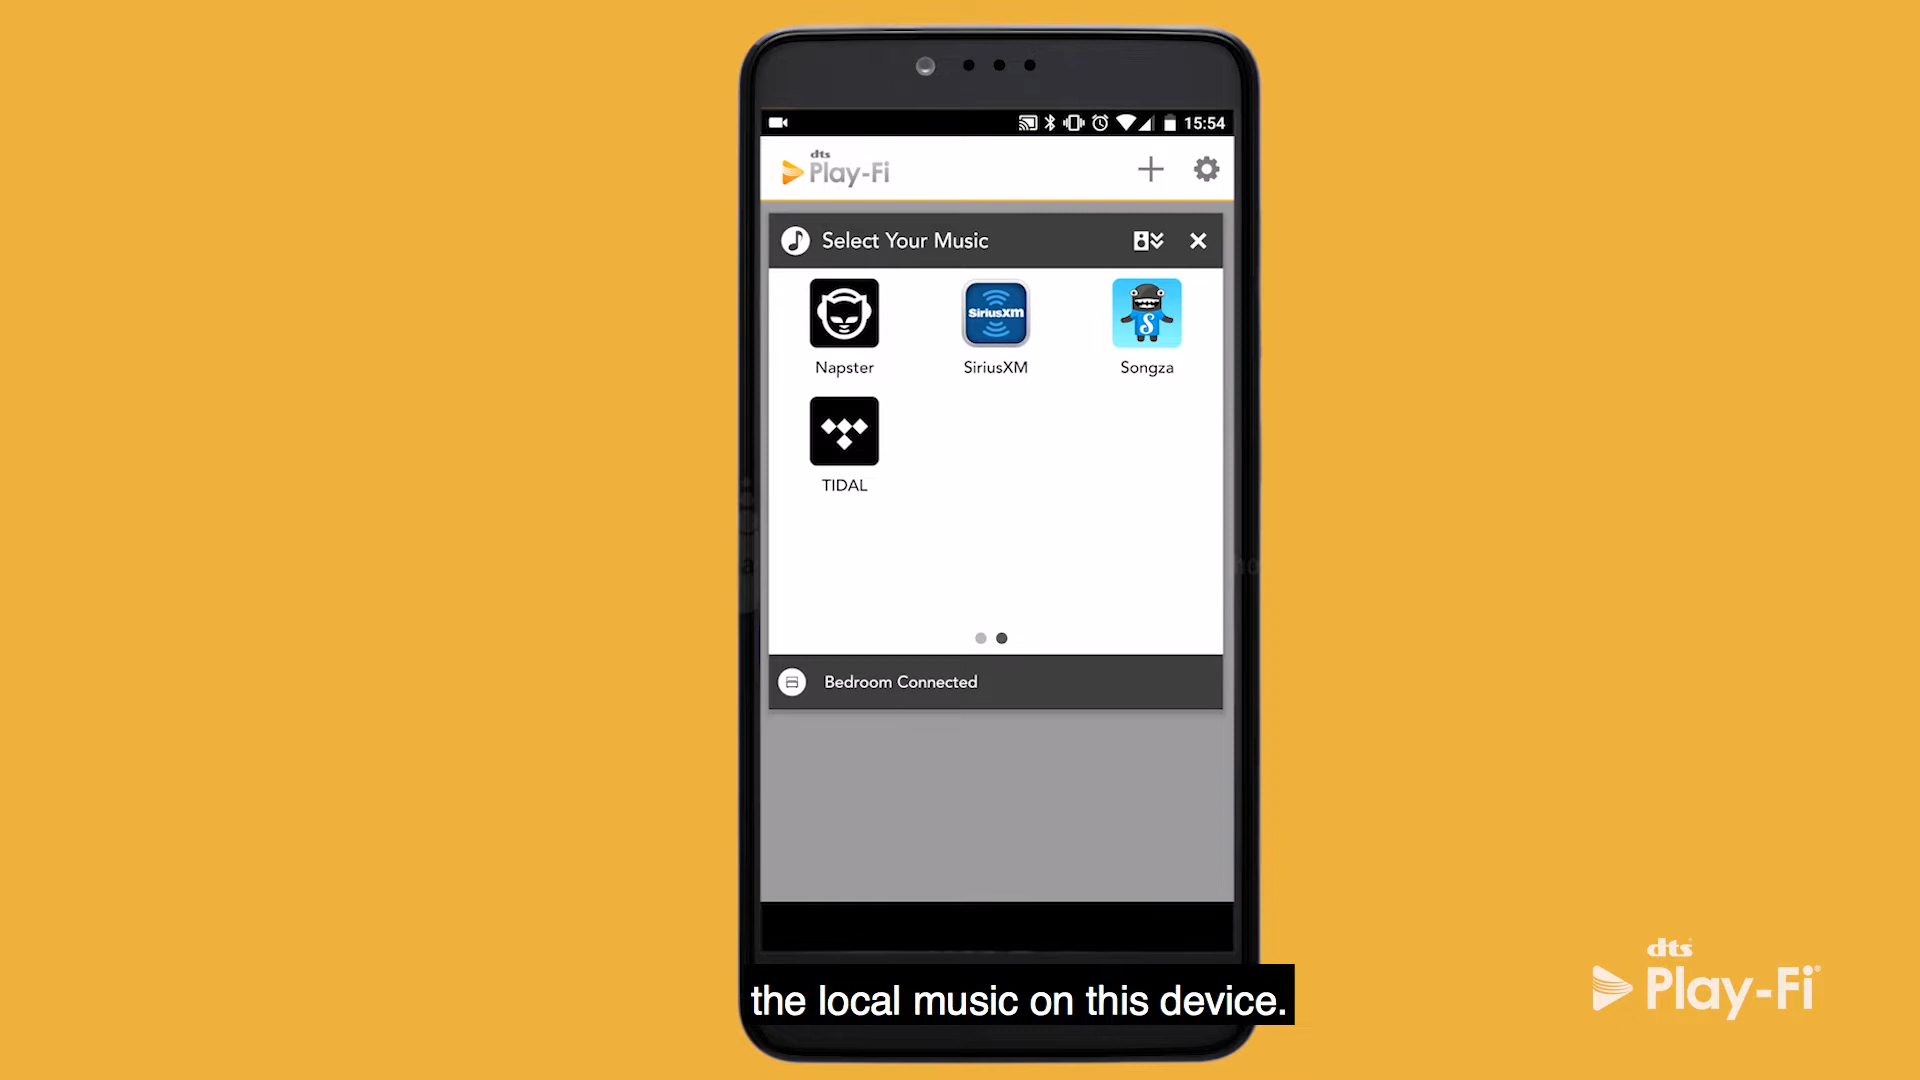 15:54
dts
Play-Fi
Select Your Music
SiriusXM
S
Napster
SiriusXM
Songza
TIDAL
Bedroom Connected
the local music on this device.
dts
Play-Fi®